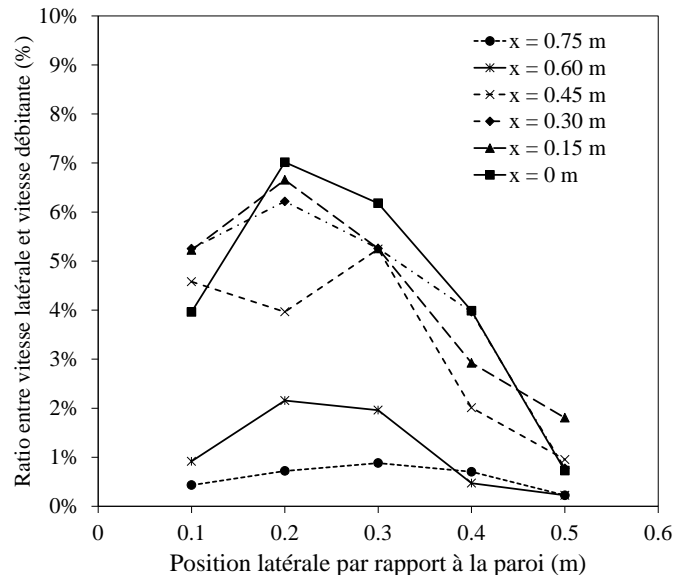 10%
9%
8%
7%
6%
5%
4%
3%
2%
1%
0%
Ratio entre vitesse latérale et vitesse débitante (%)
x = 0.75 m
x = 0.60 m
x = 0.45 m
x = 0.30 m
x = 0.15 m
x = 0 m
0 0.1 0.2 0.3 0.4 0.5 0.6
Position latérale par rapport à la paroi (m)